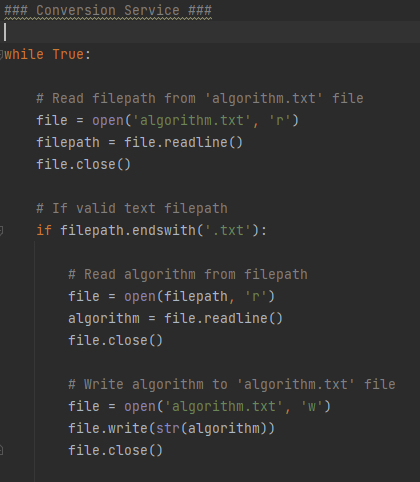 ### Conversion Service ###
while True:
# Read filepath from 'algorithm.txt' file
file = open('algorithm.txt', 'r')
filepath = file.readline()
file.close()
# If valid text filepath
if filepath.endswith('.txt'):
# Read algorithm from filepath
file = open(filepath, 'r')
algorithm = file.readline()
file.close()
# Write algorithm to 'algorithm.txt' file
file = open('algorithm.txt', 'w')
file.write(str(algorithm))
file.close()